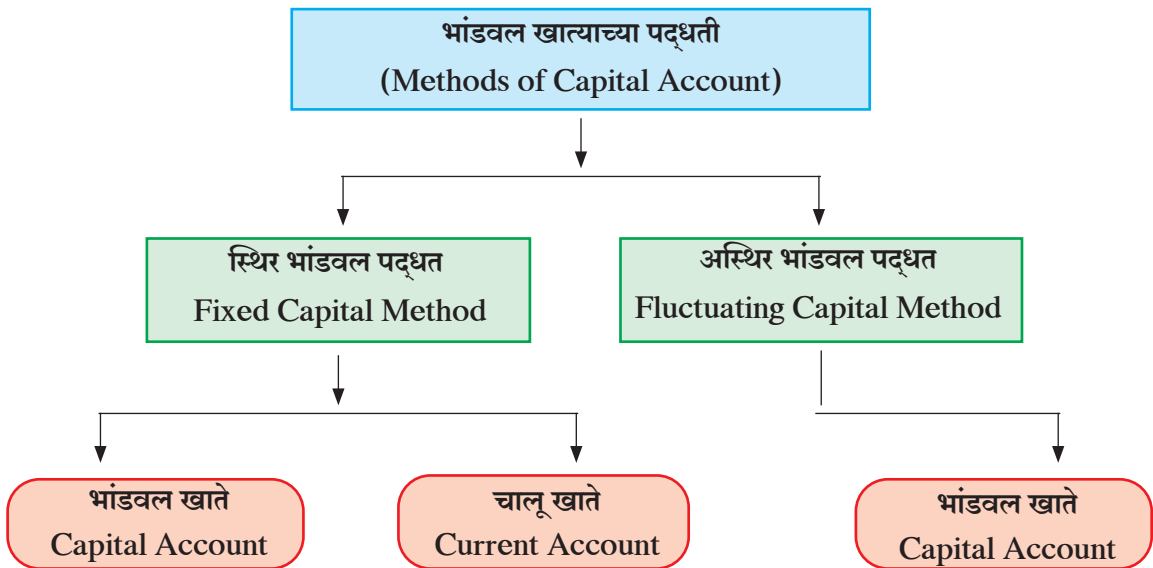 भांडवल खात्याच्या पद्धती
(Methods of Capital Account)
स्थिर भांडवल पद्धत
Fixed Capital Method
अस्थिर भांडवल पद्धत
Fluctuating Capital Method
भांडवल खाते
Capital Account
चालू खाते
Current Account
भांडवल खाते
Capital Account